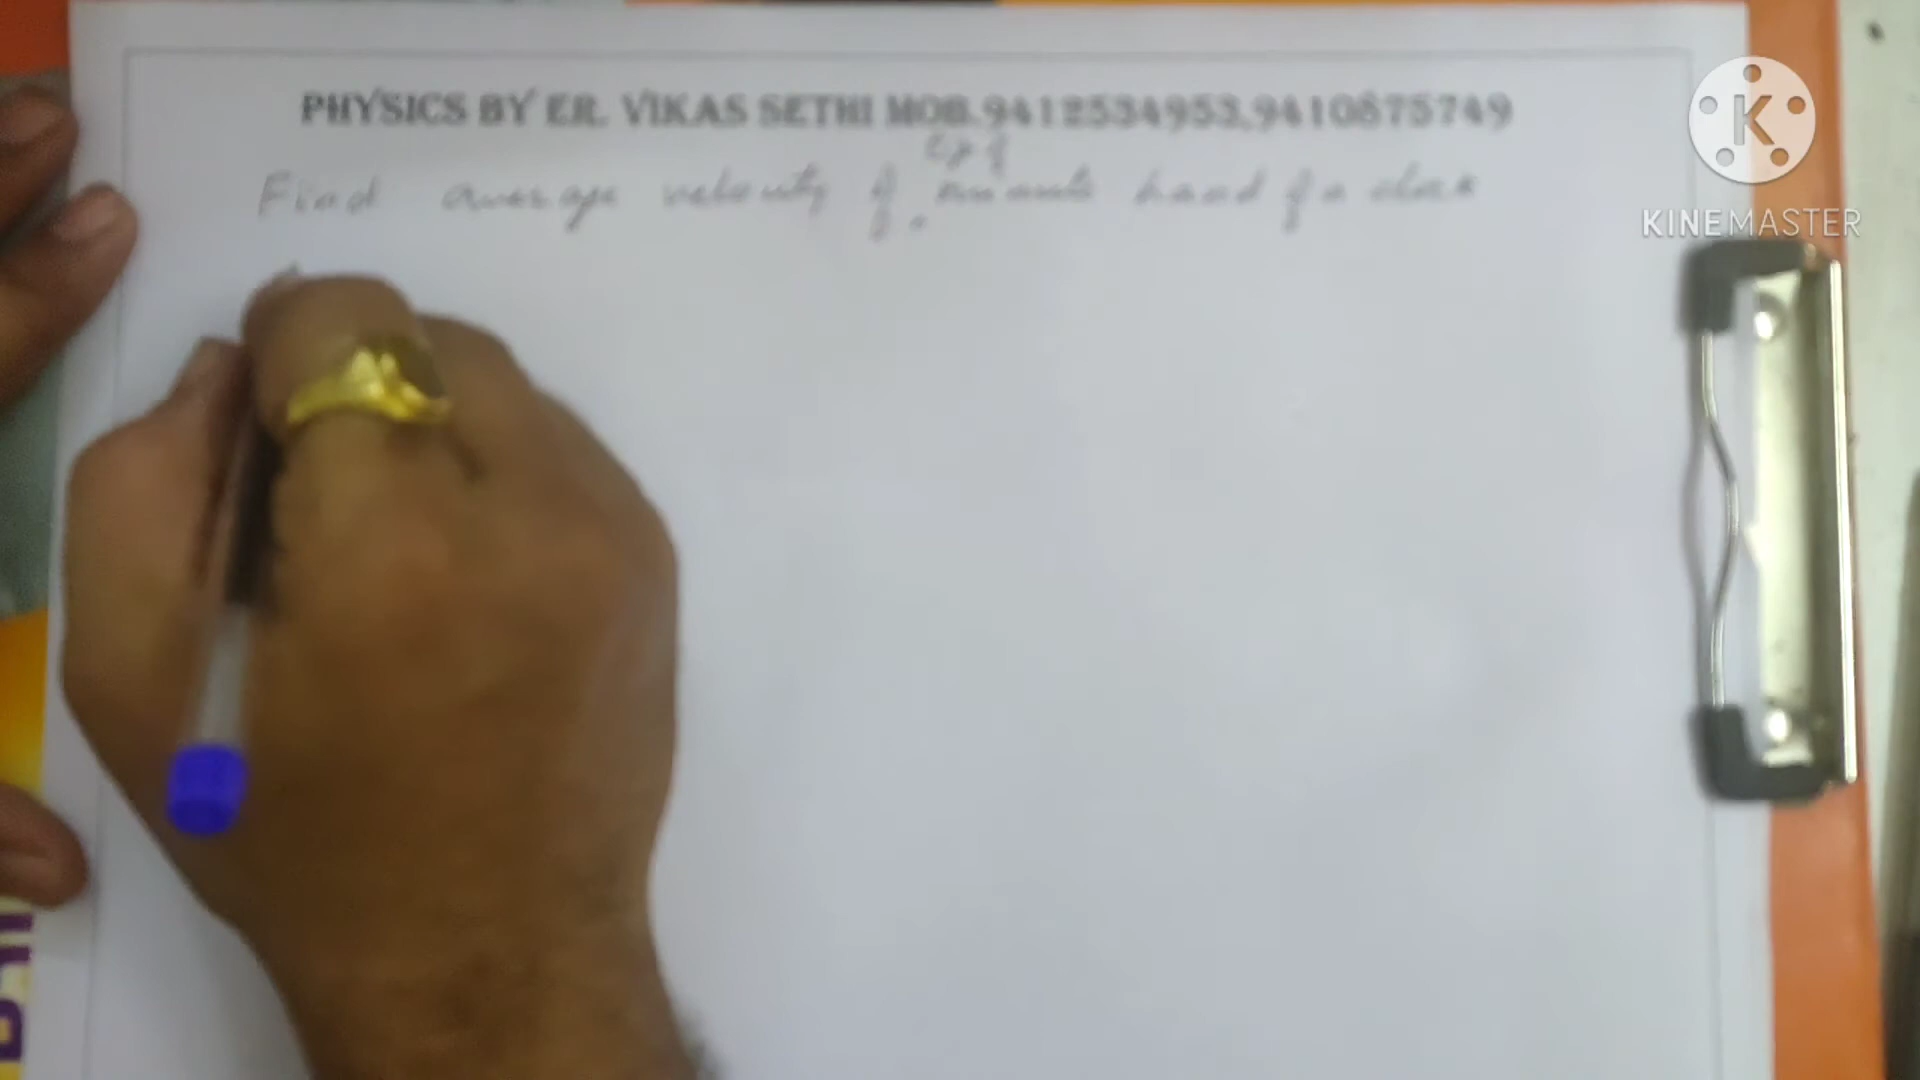 PHYSICS BY ER. VIKAS SETHI MOB.9412534953,9410875749
Find average velocity of minute hand of a clock
K
KINEMASTER